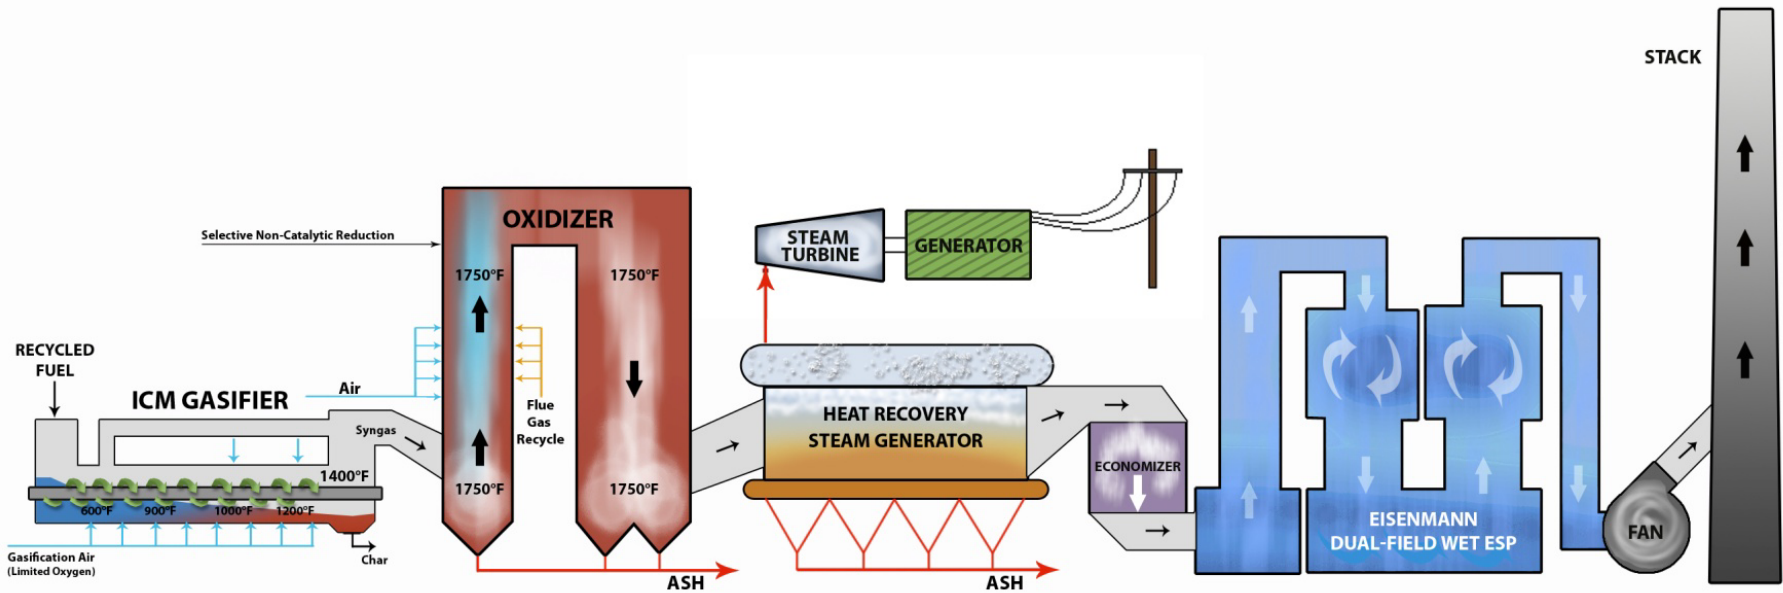 STACK
OXIDIZER
Selective Non-Catalytic Reduction
1750°F
1750°F
STEAM
TURBINE
GENERATOR
RECYCLED
FUEL
ICM GASIFIER
Air
Flue
Gas
Recycle
Syngas
HEAT RECOVERY
STEAM GENERATOR
ECONOMIZER
1400°F
1750°F
1750°F
600°F
900°F
1000°F
1200°F
EISENMANN
DUAL-FIELD WET ESP
FAN
Gasification Air
(Limited Oxygen)
Char
ASH
ASH